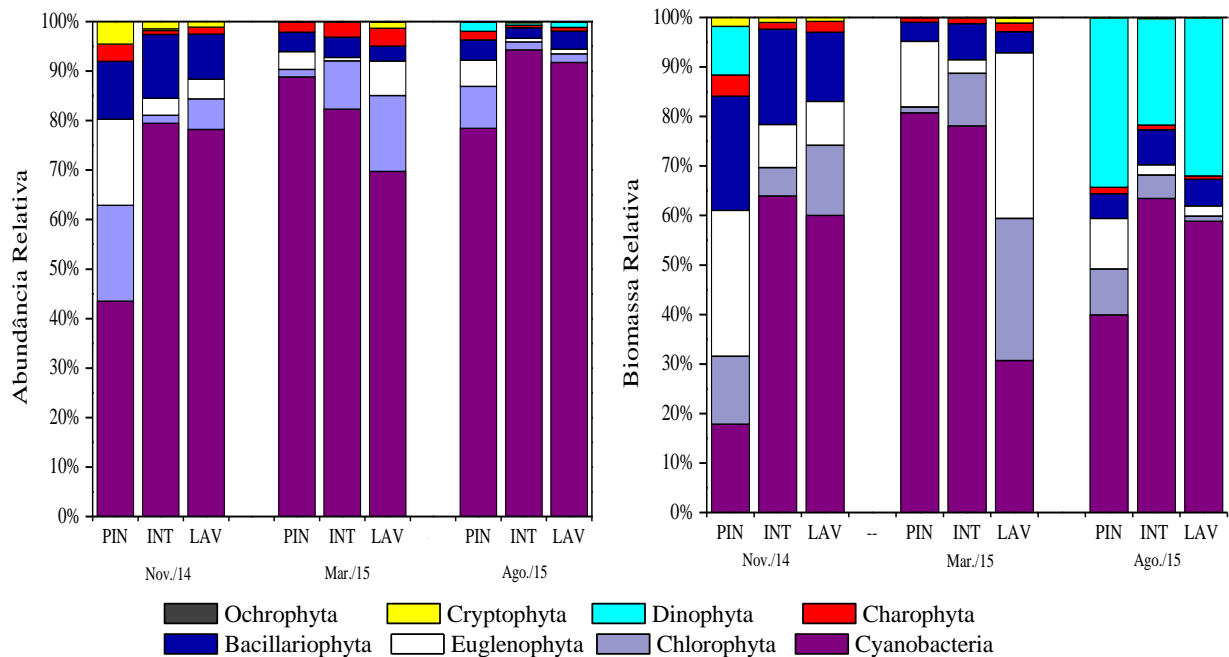 Abundância Relativa
100%
90%
80%
70%
60%
50%
40%
30%
20%
10%
0%
PIN INT LAV PIN INT LAV PIN INT LAV
Nov./14 Mar./15 Ago./15
Biomassa Relativa
100%
90%
80%
70%
60%
50%
40%
30%
20%
10%
0%
PIN INT LAV -- PIN INT LAV PIN INT LAV
Nov./14 Mar./15 Ago./15
Ochrophyta Cryptophyta Dinophyta Charophyta
Bacillariophyta Euglenophyta Chlorophyta Cyanobacteria